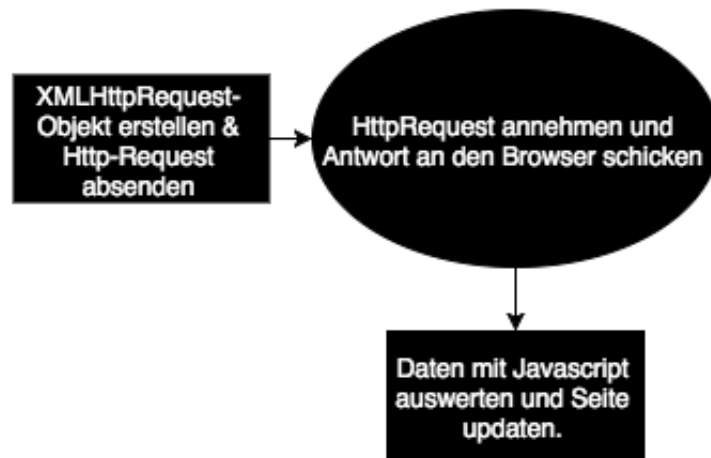 XMLHttpRequest-
Objekt erstellen &
Http-Request
absenden
HttpRequest annehmen und
Antwort an den Browser schicken
Daten mit Javascript
auswerten und Seite
updaten.